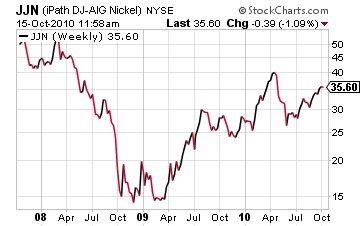 JJN (iPath DJ-AIG Nickel) NYSE © StockCharts.com
15-Oct-2010 11:58am Last 35.60 Chg -0.39 (-1.09%)
JJN (Weekly) 35.60
50
45
40
35.60
30
25
20
15
08 Apr Jul Oct 09 Apr Jul Oct 10 Apr Jul Oct